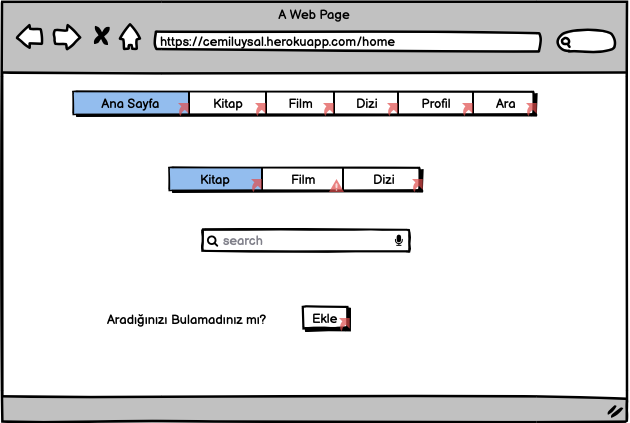 A Web Page
https://cemiluysal.herokuapp.com/home
Ana Sayfa Kitap Film Dizi Profil Ara
Kitap Film Dizi
search
Aradığınızı Bulamadınız mı? Ekle